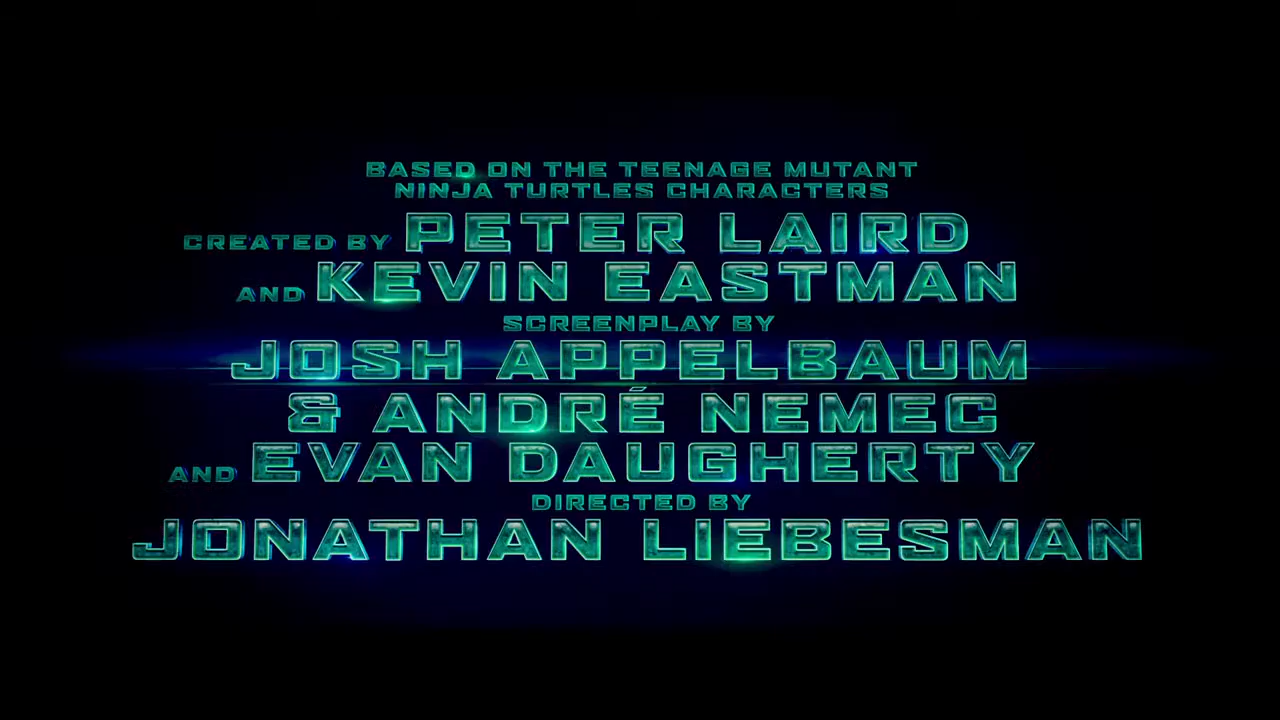 BASED ON THE TEENAGE MUTANT
NINJA TURTLES CHARACTERS
CREATED BY PETER LAIRD
AND KEVIN EASTMAN
SCREENPLAY BY
JOSH APPELBAUM
& ANDRÉ NEMEC
AND EVAN DAUGHERTY
DIRECTED BY
JONATHAN LIEBESMAN